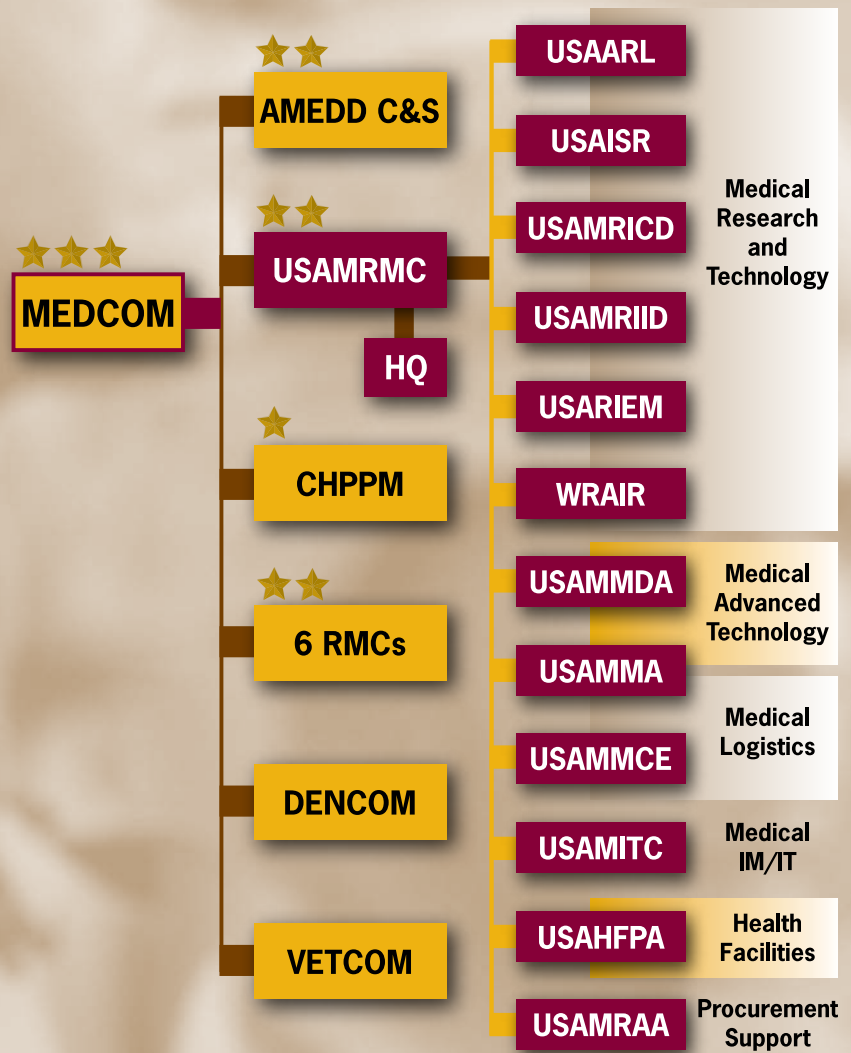 MEDCOM
AMEDD C&S
USAMRMC
HQ
CHPPM
6 RMCs
DENCOM
VETCOM
USAARL
USAISR
USAMRICD
USAMRIID
USARIEM
WRAIR
USAMMDA
USAMMA
USAMMCE
USAMITC
USAHFPA
USAMRAA
Medical
Research
and
Technology
Medical
Advanced
Technology
Medical
Logistics
Medical
IM/IT
Health
Facilities
Procurement
Support